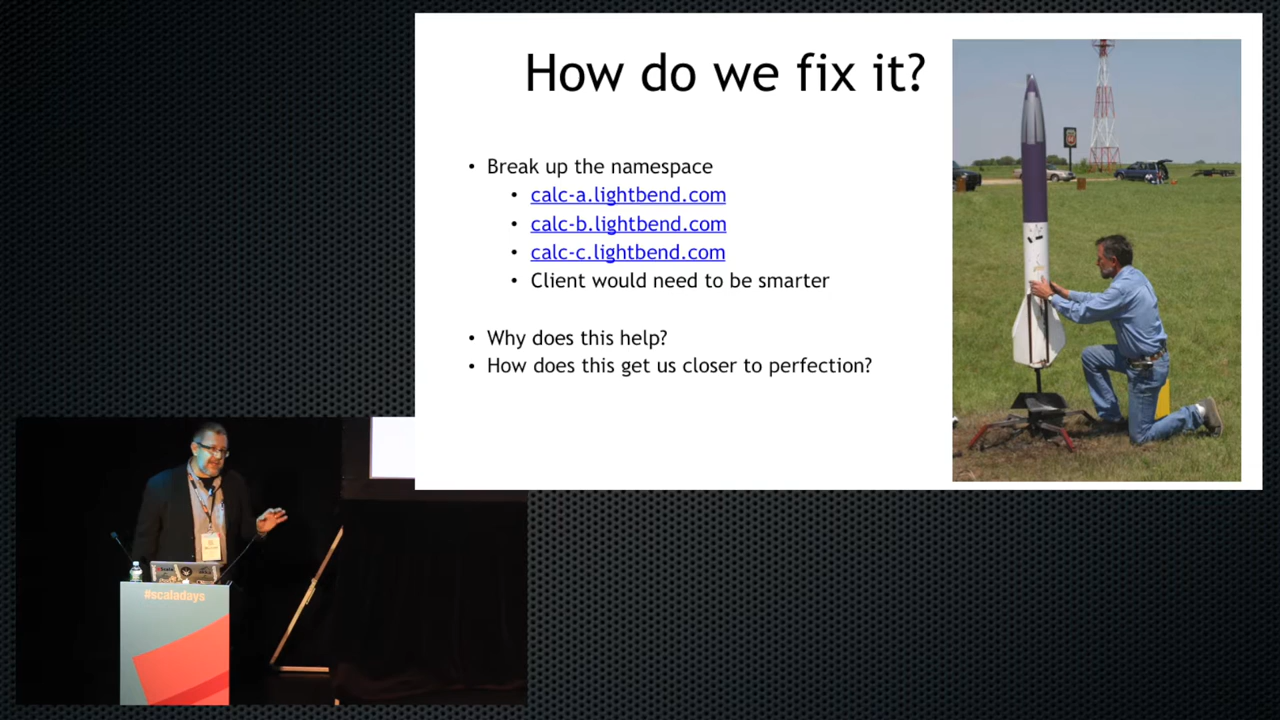 How do we fix it?
• Break up the namespace
• calc-a.lightbend.com
• calc-b.lightbend.com
• calc-c.lightbend.com
• Client would need to be smarter
• Why does this help?
• How does this get us closer to perfection?
#scaladays